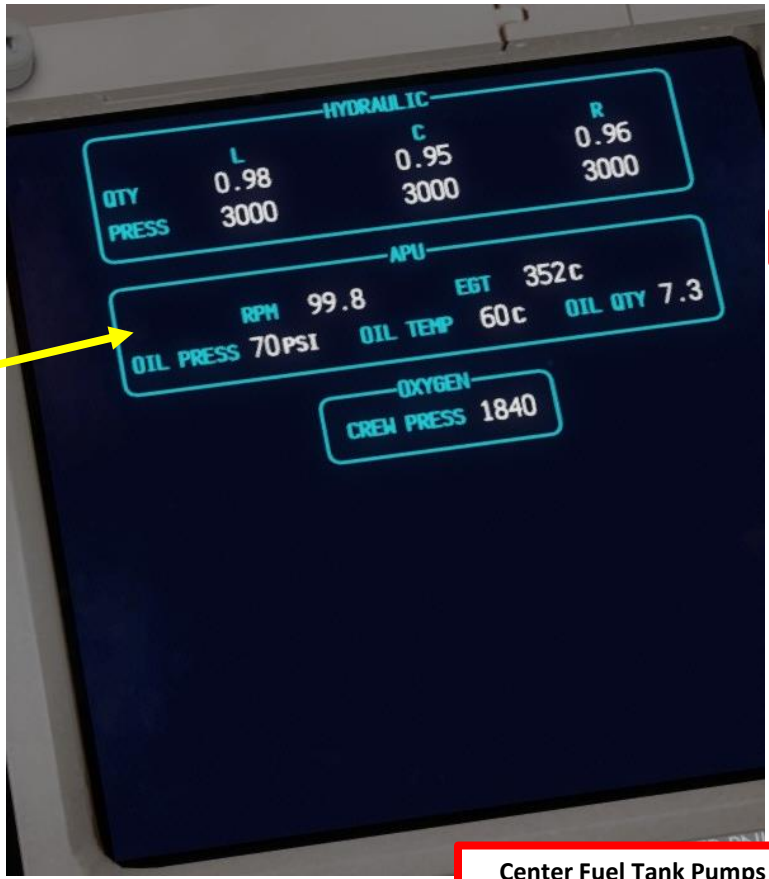 HYDRAULIC
L C R
QTY 0.98 0.95 0.96
PRESS 3000 3000 3000
APU
RPM 99.8 EGT 352c
OIL PRESS 70PSI OIL TEMP 60c OIL QTY 7.3
OXYGEN
CREW PRESS 1840
Center Fuel Tank Pumps